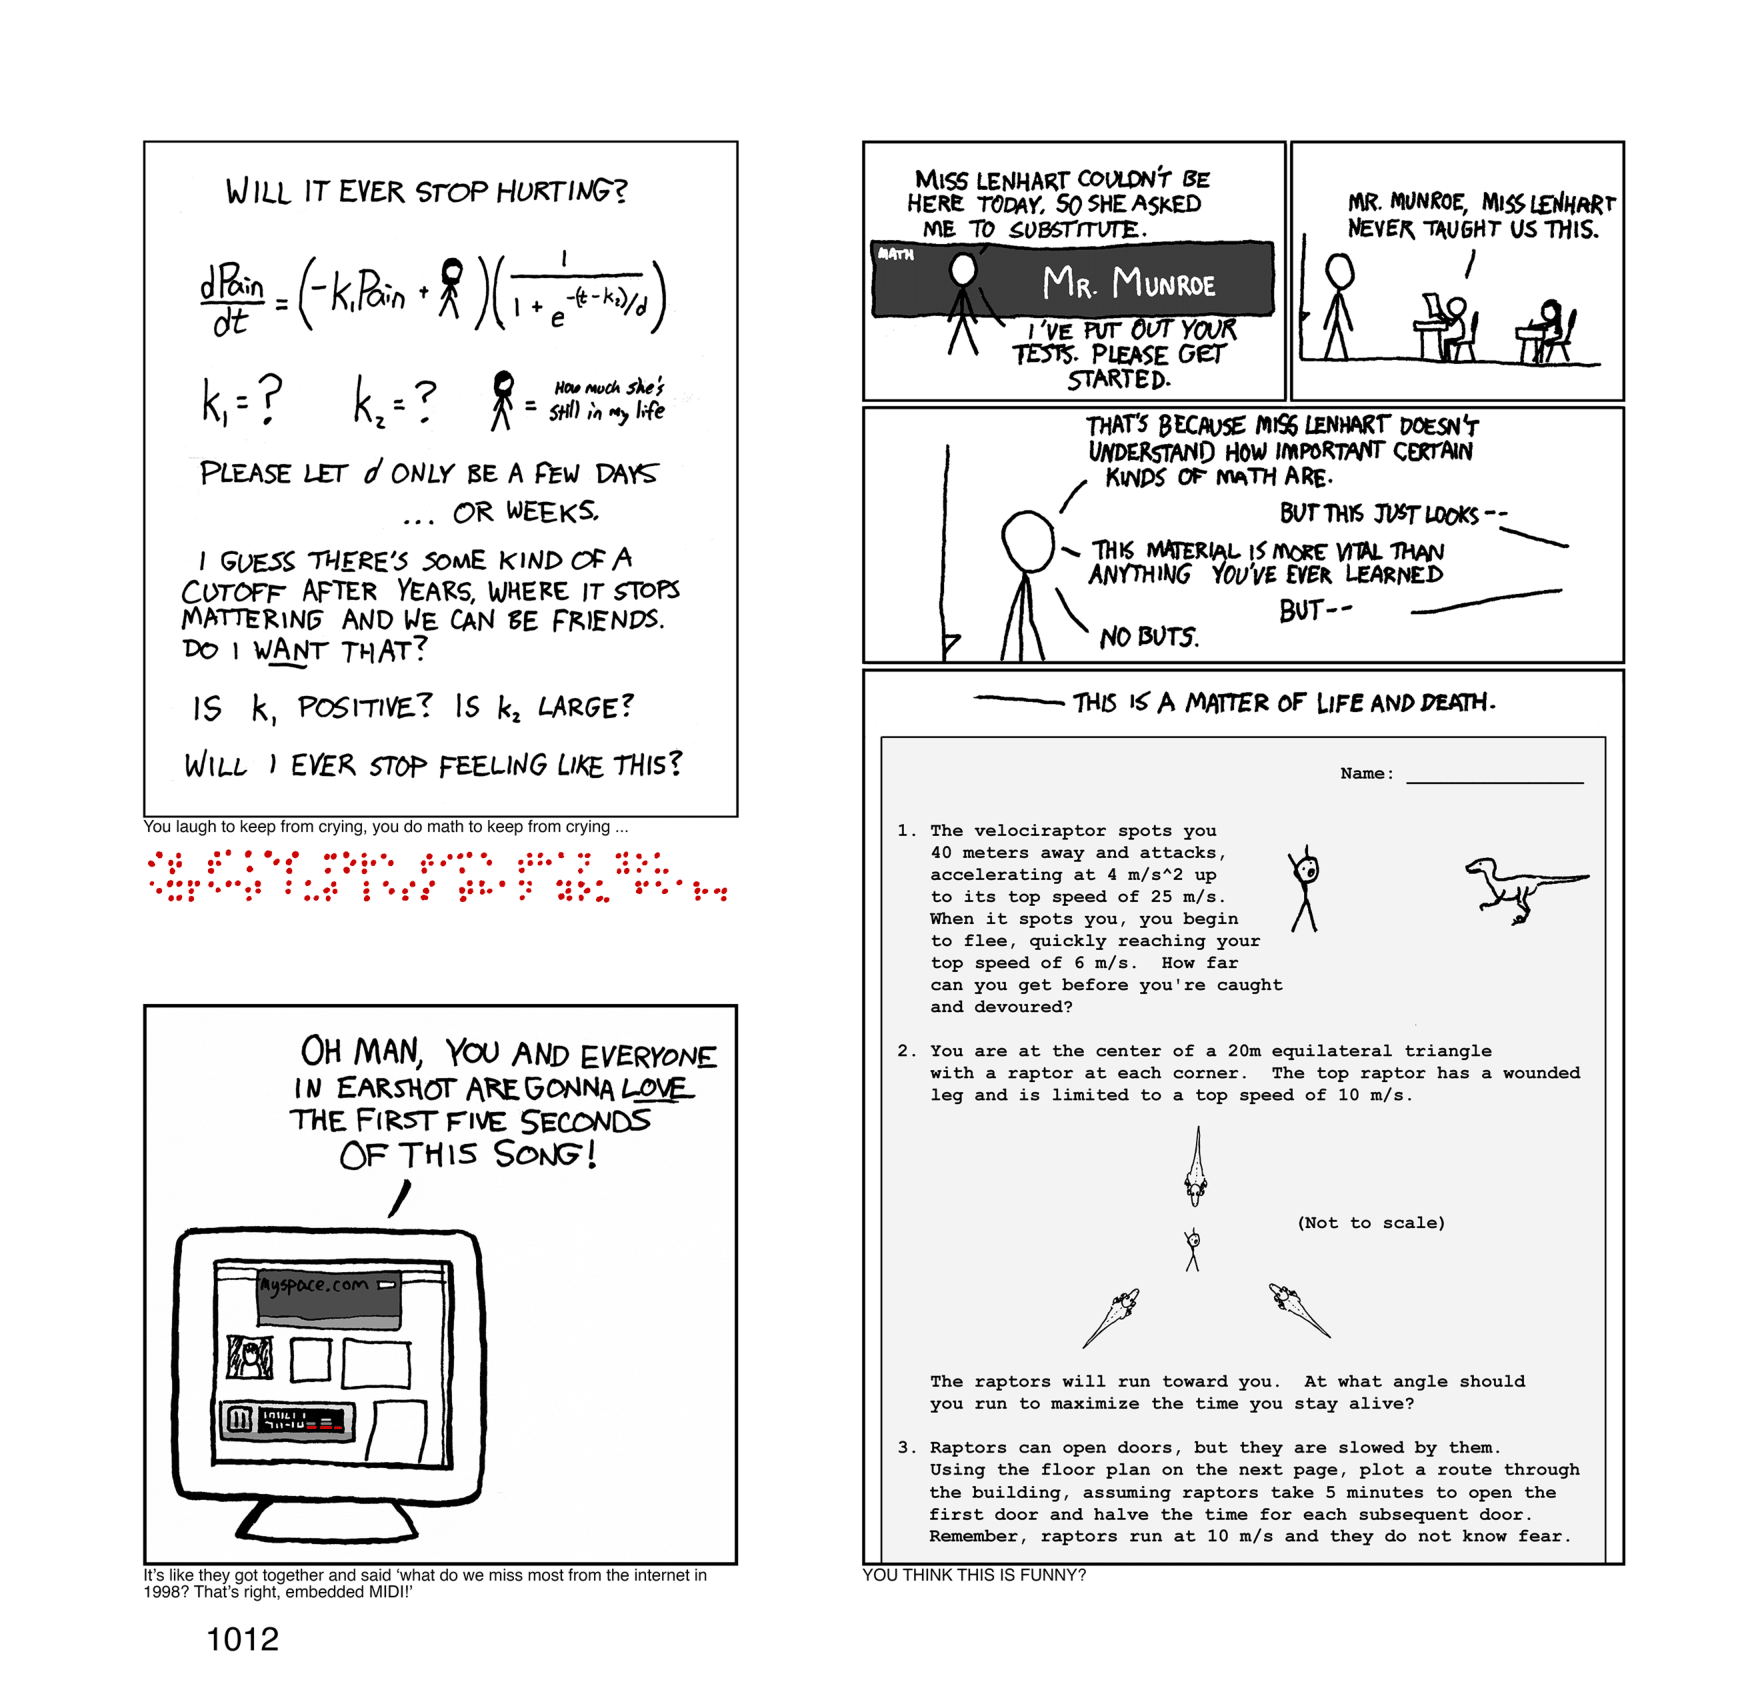 WILL IT EVER STOP HURTING?
dPain/dt = (-k₁Pain + )(1/(1 + e^(-(t-k₂)/d)))
k₁ = ? k₂ = ? = How much she's
still in my life
PLEASE LET d ONLY BE A FEW DAYS
... OR WEEKS.
I GUESS THERE'S SOME KIND OF A
CUTOFF AFTER YEARS, WHERE IT STOPS
MATTERING AND WE CAN BE FRIENDS.
DO I WANT THAT?
IS k₁ POSITIVE? IS k₂ LARGE?
WILL I EVER STOP FEELING LIKE THIS?
You laugh to keep from crying, you do math to keep from crying ...
OH MAN, YOU AND EVERYONE
IN EARSHOT ARE GONNA LOVE
THE FIRST FIVE SECONDS
OF THIS SONG!
myspace.com
It's like they got together and said ‘what do we miss most from the internet in
1998? That's right, embedded MIDI!’
1012
MISS LENHART COULDN'T BE
HERE TODAY, SO SHE ASKED
ME TO SUBSTITUTE.
MATH
MR. MUNROE
I'VE PUT OUT YOUR
TESTS. PLEASE GET
STARTED.
MR. MUNROE, MISS LENHART
NEVER TAUGHT US THIS.
THAT'S BECAUSE MISS LENHART DOESN'T
UNDERSTAND HOW IMPORTANT CERTAIN
KINDS OF MATH ARE.
BUT THIS JUST LOOKS--
THIS MATERIAL IS MORE VITAL THAN
ANYTHING YOU'VE EVER LEARNED
BUT--
NO BUTS.
THIS IS A MATTER OF LIFE AND DEATH.
Name: ________________
1. The velociraptor spots you
40 meters away and attacks,
accelerating at 4 m/s^2 up
to its top speed of 25 m/s.
When it spots you, you begin
to flee, quickly reaching your
top speed of 6 m/s. How far
can you get before you're caught
and devoured?
2. You are at the center of a 20m equilateral triangle
with a raptor at each corner. The top raptor has a wounded
leg and is limited to a top speed of 10 m/s.
(Not to scale)
The raptors will run toward you. At what angle should
you run to maximize the time you stay alive?
3. Raptors can open doors, but they are slowed by them.
Using the floor plan on the next page, plot a route through
the building, assuming raptors take 5 minutes to open the
first door and halve the time for each subsequent door.
Remember, raptors run at 10 m/s and they do not know fear.
YOU THINK THIS IS FUNNY?